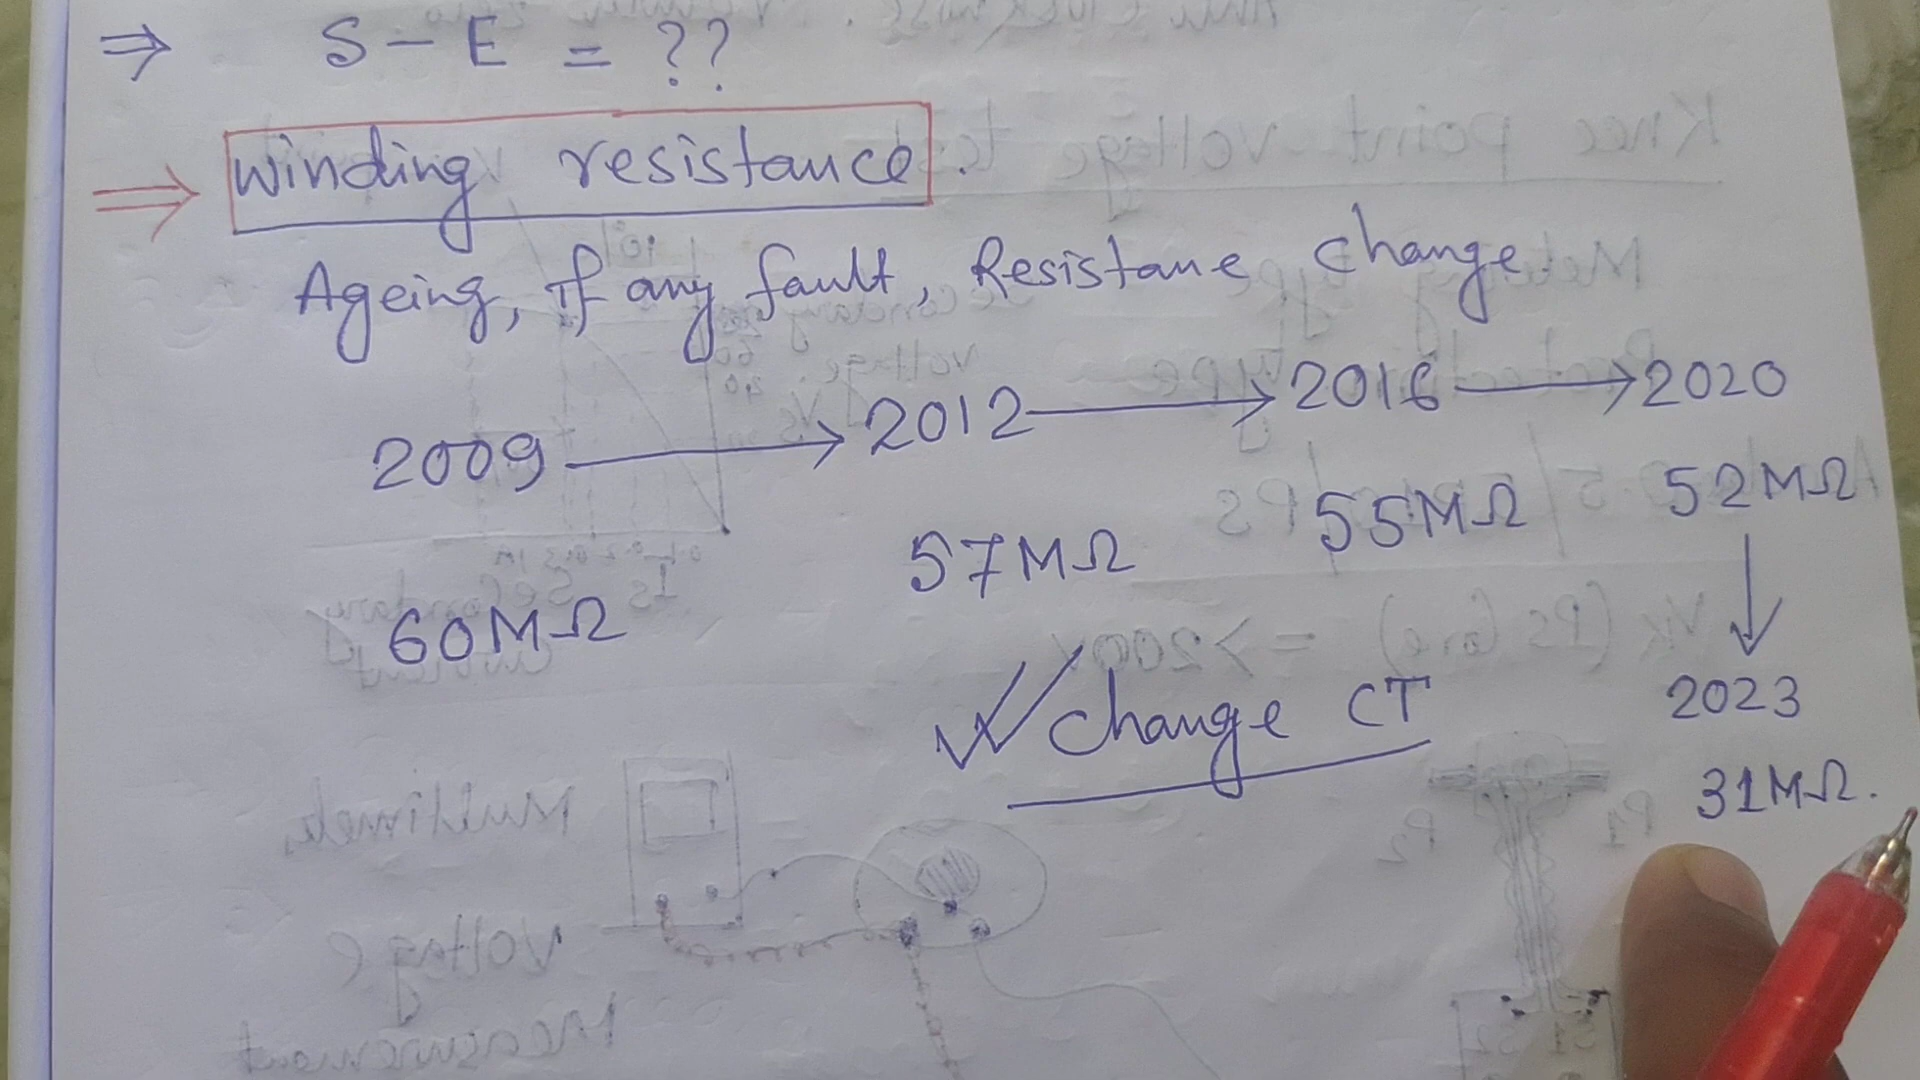 ⇒ S - E = ??
⇒ Winding resistance.
Ageing, If any fault, Resistane change
2009 → 2012 → 2016 → 2020
60MΩ 57MΩ 55MΩ 52MΩ
↓
2023
31MΩ.
✓✓ change CT